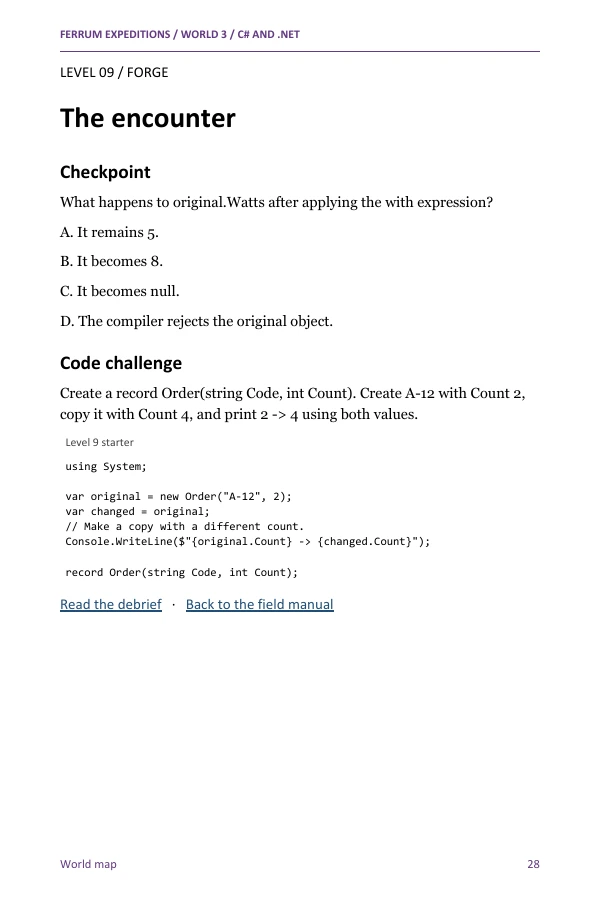 FERRUM EXPEDITIONS / WORLD 3 / C# AND .NET
LEVEL 09 / FORGE
The encounter
Checkpoint
What happens to original.Watts after applying the with expression?
A. It remains 5.
B. It becomes 8.
C. It becomes null.
D. The compiler rejects the original object.
Code challenge
Create a record Order(string Code, int Count). Create A-12 with Count 2,
copy it with Count 4, and print 2 -> 4 using both values.
Level 9 starter
using System;
var original = new Order("A-12", 2);
var changed = original;
// Make a copy with a different count.
Console.WriteLine($"{original.Count} -> {changed.Count}");
record Order(string Code, int Count);
Read the debrief · Back to the field manual
World map 28